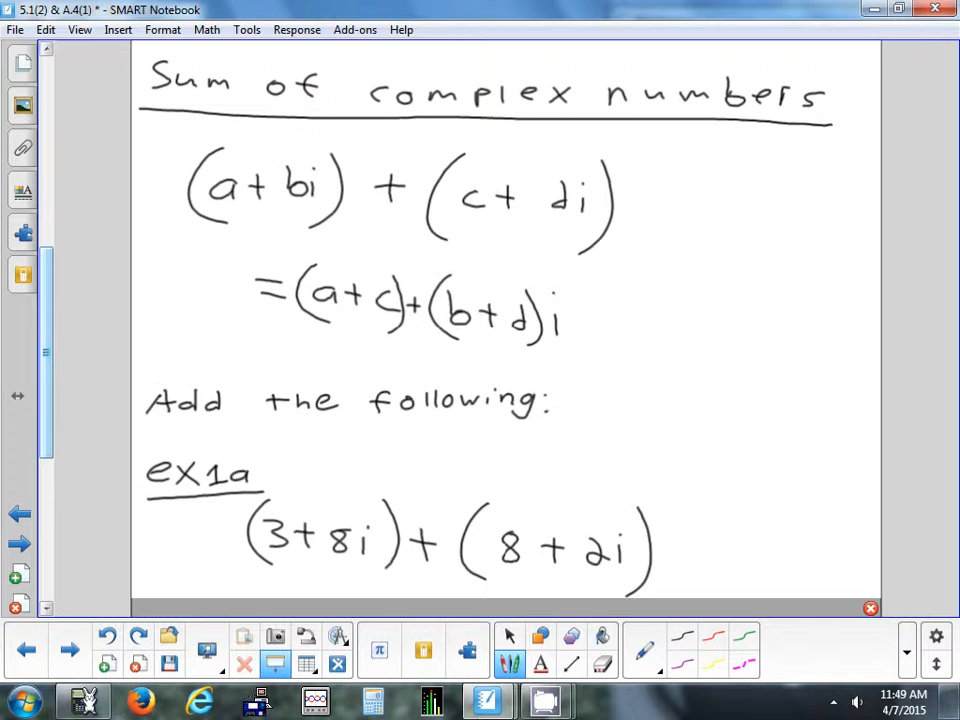 5.1(2) & A.4(1) * - SMART Notebook
File Edit View Insert Format Math Tools Response Add-ons Help
Sum of complex numbers
(a + bi) + (c + di)
= (a + c) + (b + d)i
Add the following:
ex1a
(3 + 8i) + (8 + 2i)
11:49 AM
4/7/2015